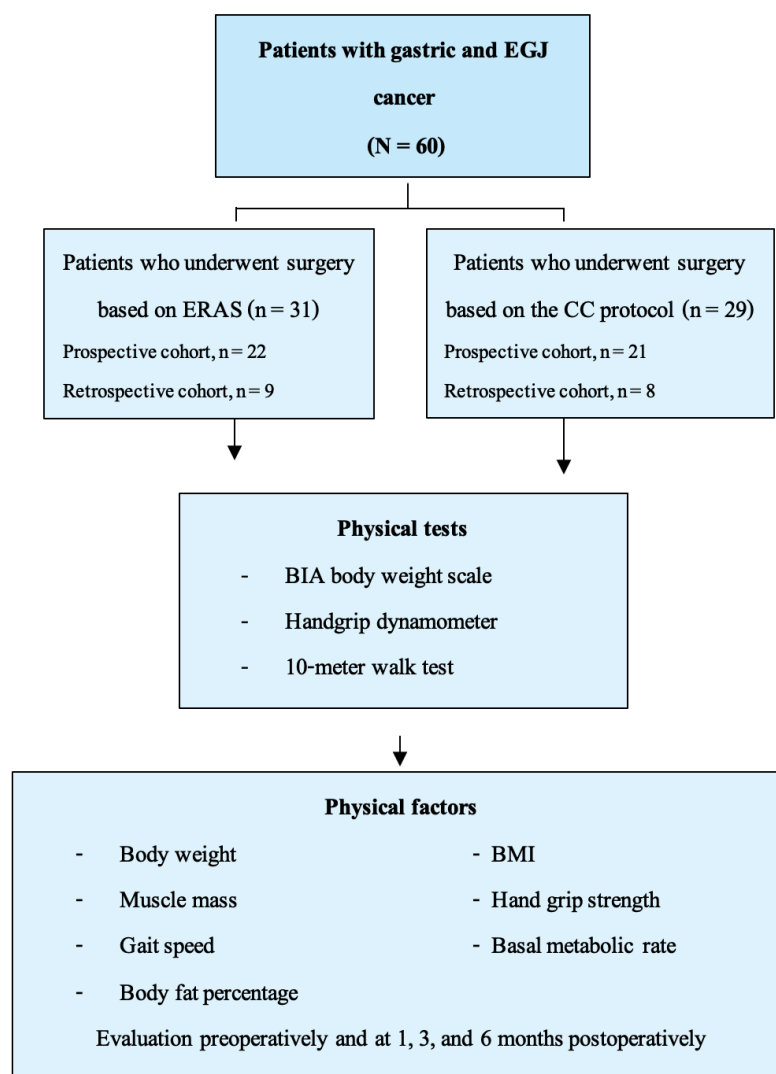 Patients with gastric and EGJ
cancer
(N = 60)
Patients who underwent surgery
based on ERAS (n = 31)
Prospective cohort, n = 22
Retrospective cohort, n = 9
Patients who underwent surgery
based on the CC protocol (n = 29)
Prospective cohort, n = 21
Retrospective cohort, n = 8
Physical tests
- BIA body weight scale
- Handgrip dynamometer
- 10-meter walk test
Physical factors
- Body weight
- Muscle mass
- Gait speed
- Body fat percentage
- BMI
- Hand grip strength
- Basal metabolic rate
Evaluation preoperatively and at 1, 3, and 6 months postoperatively